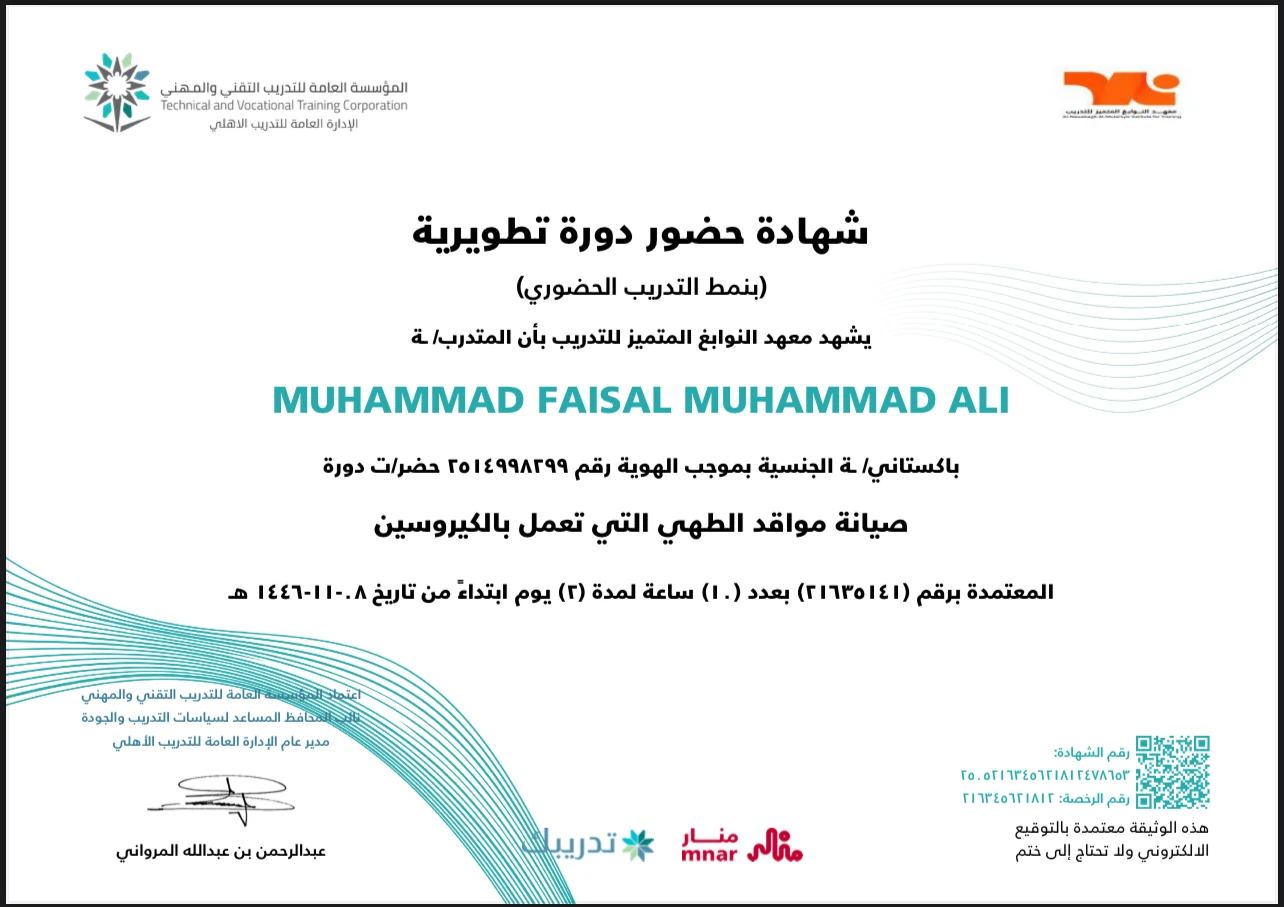 المؤسسة العامة للتدريب التقني والمهني
Technical and Vocational Training Corporation
الإدارة العامة للتدريب الاهلي
معهد النوابغ المتميز للتدريب
شهادة حضور دورة تطويرية
(بنمط التدريب الحضوري)
يشهد معهد النوابغ المتميز للتدريب بأن المتدرب/ ـة
MUHAMMAD FAISAL MUHAMMAD ALI
باكستاني/ ـة الجنسية بموجب الهوية رقم ٢٥١٤٩٩٨٢٩٩ حضر/ت دورة
صيانة مواقد الطهي التي تعمل بالكيروسين
المعتمدة برقم (٢١٦٣٥١٤١) بعدد (١٠) ساعة لمدة (٢) يوم ابتداءً من تاريخ ٠٨-١١-١٤٤٦ هـ
اعتماد المؤسسة العامة للتدريب التقني والمهني
نائب المحافظ المساعد لسياسات التدريب والجودة
مدير عام الإدارة العامة للتدريب الأهلي
عبدالرحمن بن عبدالله المرواني
تدريبك
منار
mnar
رقم الشهادة:
٢٥٠٥٢١٦٣٤٥٦٢١٨١٢٤٧٨٦٥٣
رقم الرخصة: ٢١٦٣٤٥٦٢١٨١٢
هذه الوثيقة معتمدة بالتوقيع
الالكتروني ولا تحتاج إلى ختم